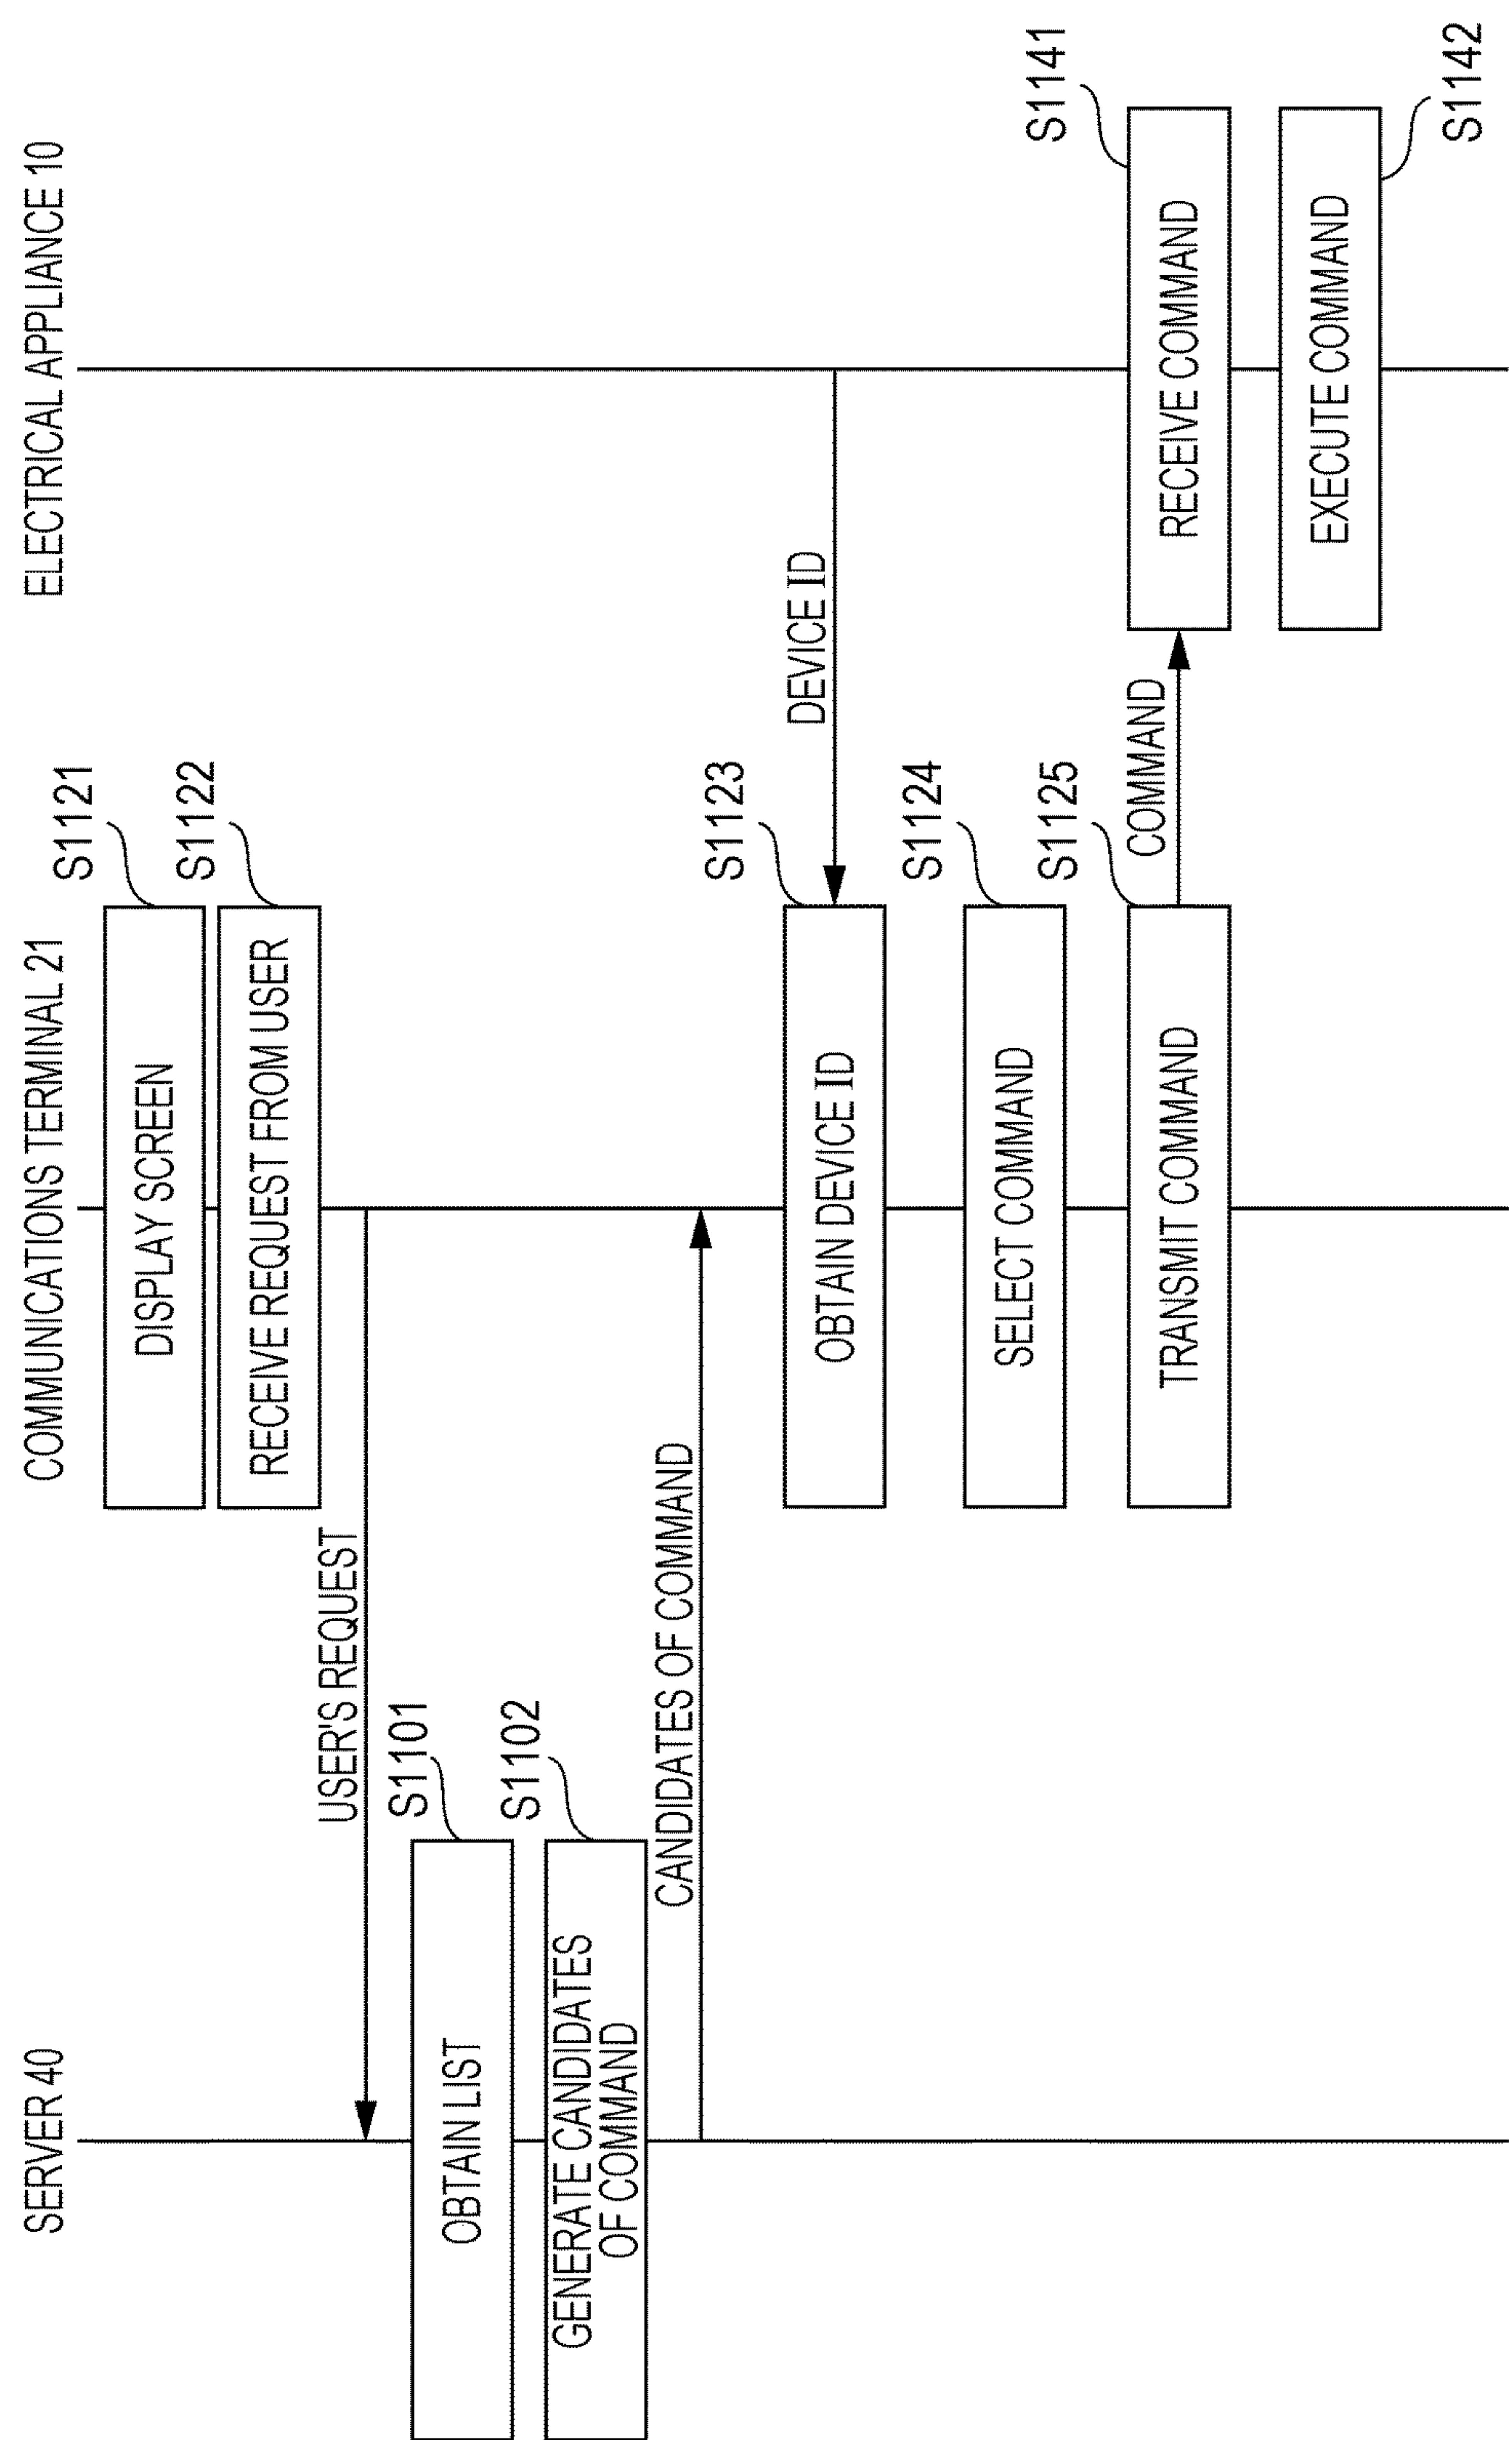 SERVER 40
COMMUNICATIONS TERMINAL 21
ELECTRICAL APPLIANCE 10
DISPLAY SCREEN
S1121
RECEIVE REQUEST FROM USER
S1122
USER'S REQUEST
OBTAIN LIST
S1101
GENERATE CANDIDATES
OF COMMAND
S1102
CANDIDATES OF COMMAND
DEVICE ID
OBTAIN DEVICE ID
S1123
SELECT COMMAND
S1124
TRANSMIT COMMAND
S1125
COMMAND
RECEIVE COMMAND
S1141
EXECUTE COMMAND
S1142